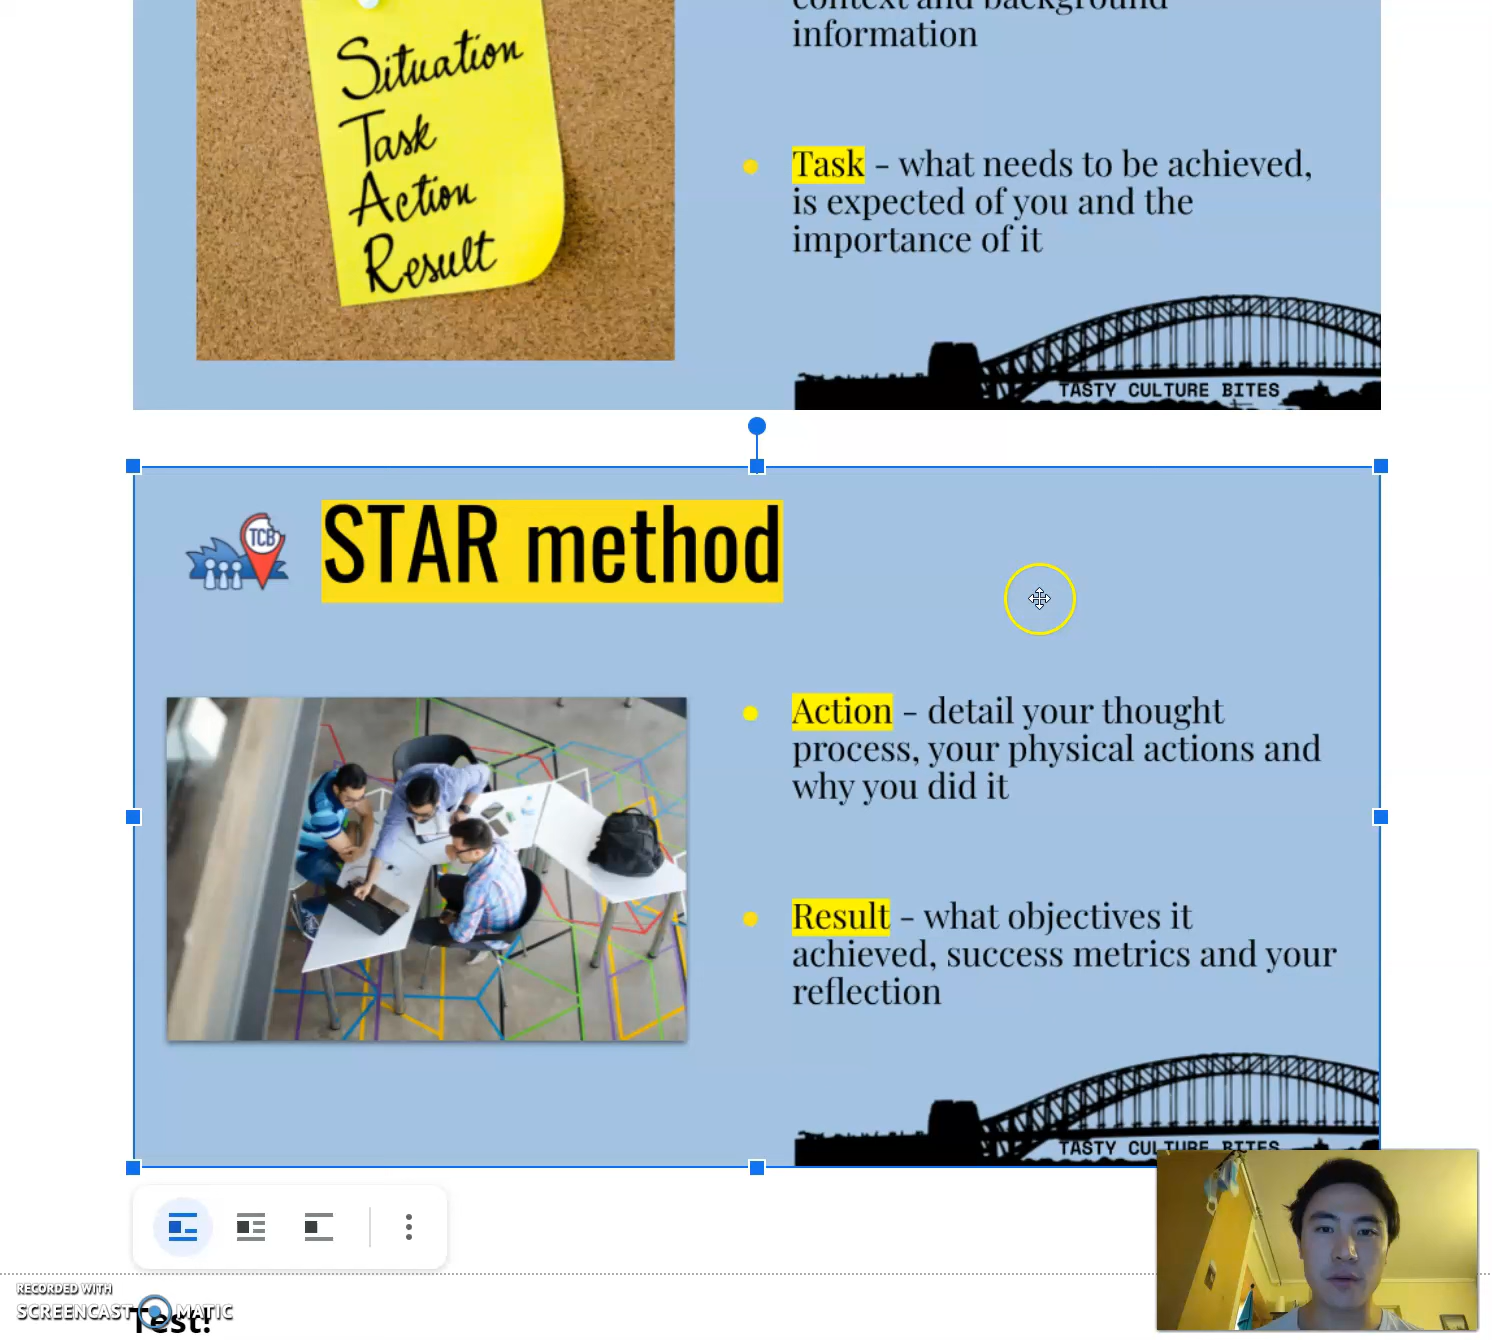 context and background
information
Situation
Task
Action
Result
Task - what needs to be achieved,
is expected of you and the
importance of it
TASTY CULTURE BITES
TCB
STAR method
Action - detail your thought
process, your physical actions and
why you did it
Result - what objectives it
achieved, success metrics and your
reflection
TASTY CULTURE BITES
RECORDED WITH
SCREENCAST MATIC
Test!